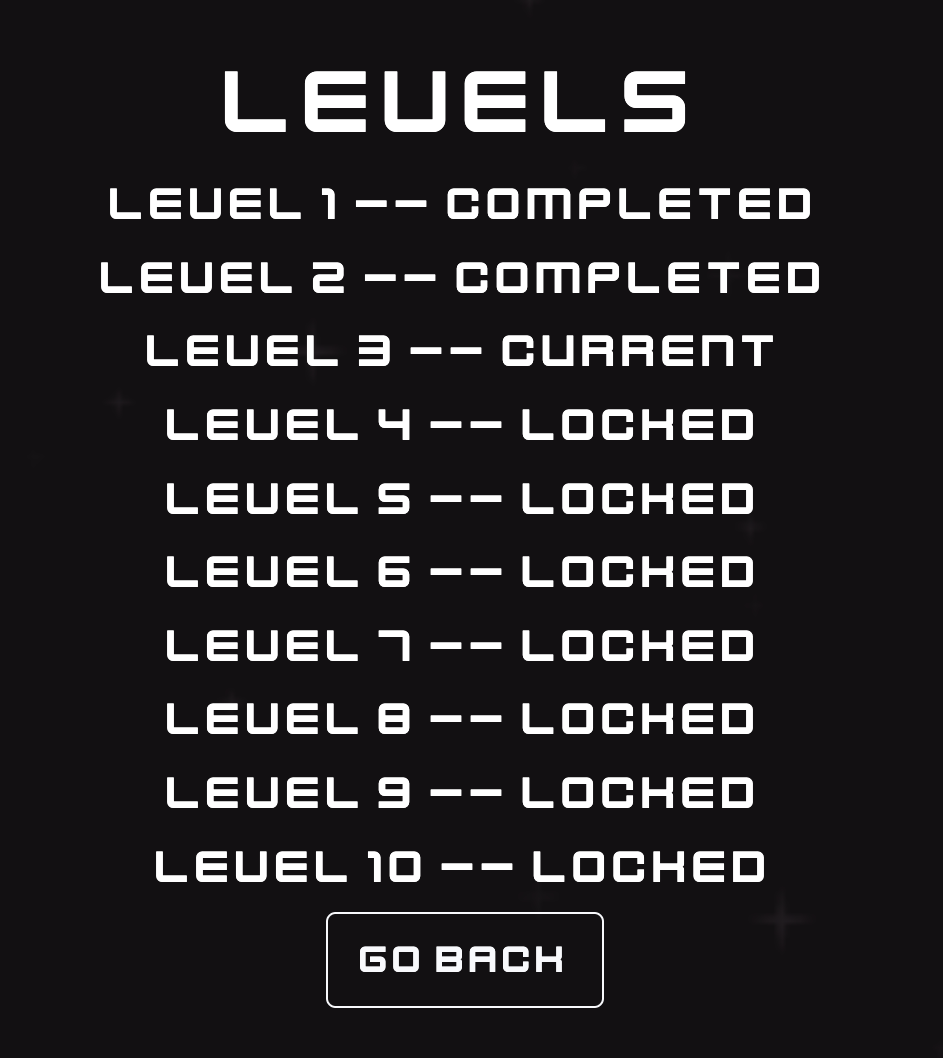 LEVELS
LEVEL 1 -- COMPLETED
LEVEL 2 -- COMPLETED
LEVEL 3 -- CURRENT
LEVEL 4 -- LOCKED
LEVEL 5 -- LOCKED
LEVEL 6 -- LOCKED
LEVEL 7 -- LOCKED
LEVEL 8 -- LOCKED
LEVEL 9 -- LOCKED
LEVEL 10 -- LOCKED
GO BACK